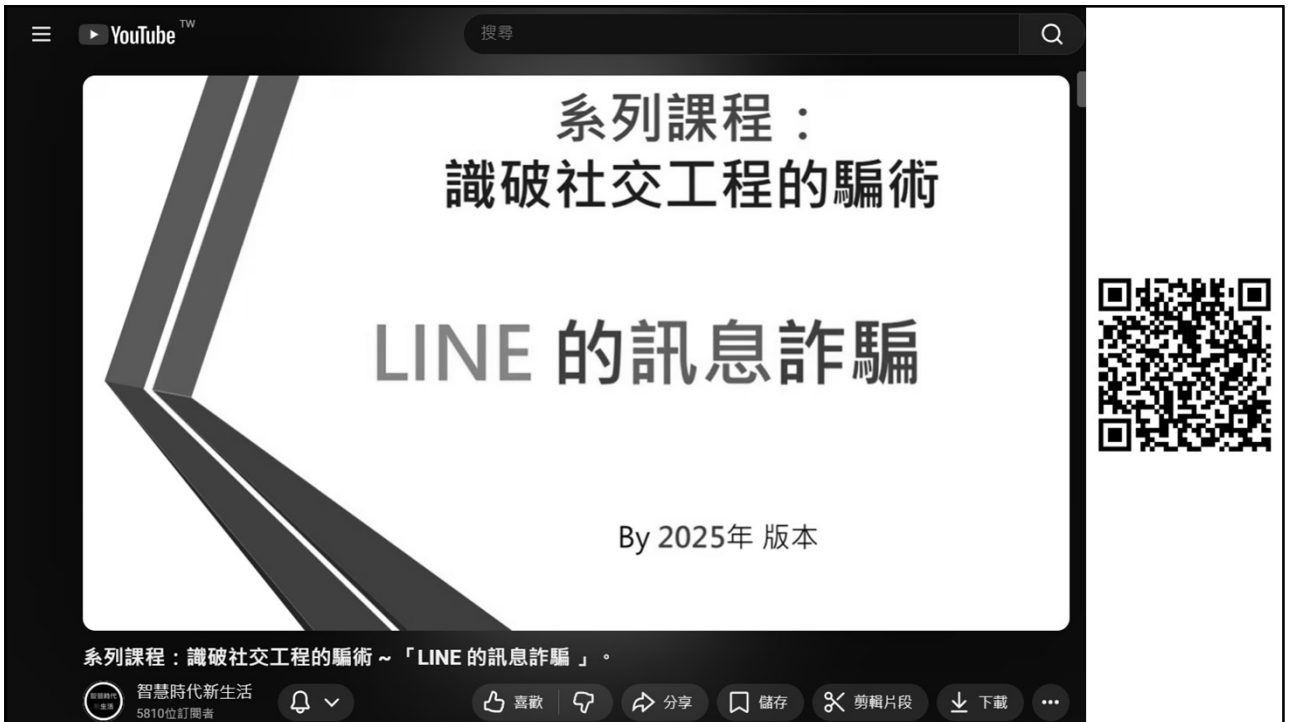 YouTube TW
搜尋
系列課程：
識破社交工程的騙術
LINE 的訊息詐騙
By 2025年 版本
系列課程：識破社交工程的騙術 ~「LINE 的訊息詐騙 」。
智慧時代新生活
5810位訂閱者
喜歡
分享
儲存
剪輯片段
下載